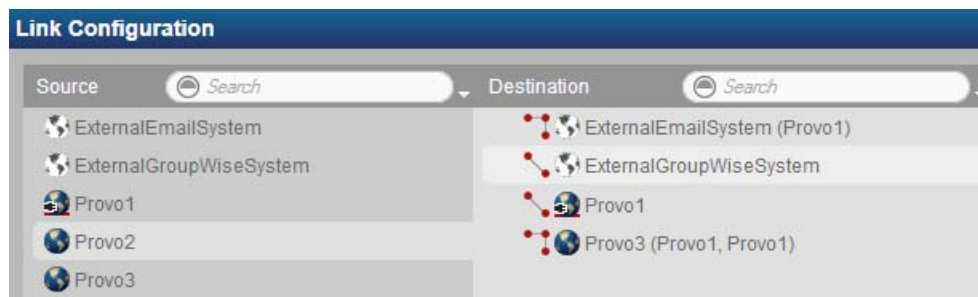 Link Configuration
Source Search Destination Search
ExternalEmailSystem ExternalEmailSystem (Provo1)
ExternalGroupWiseSystem ExternalGroupWiseSystem
Provo1 Provo1
Provo2 Provo3 (Provo1, Provo1)
Provo3